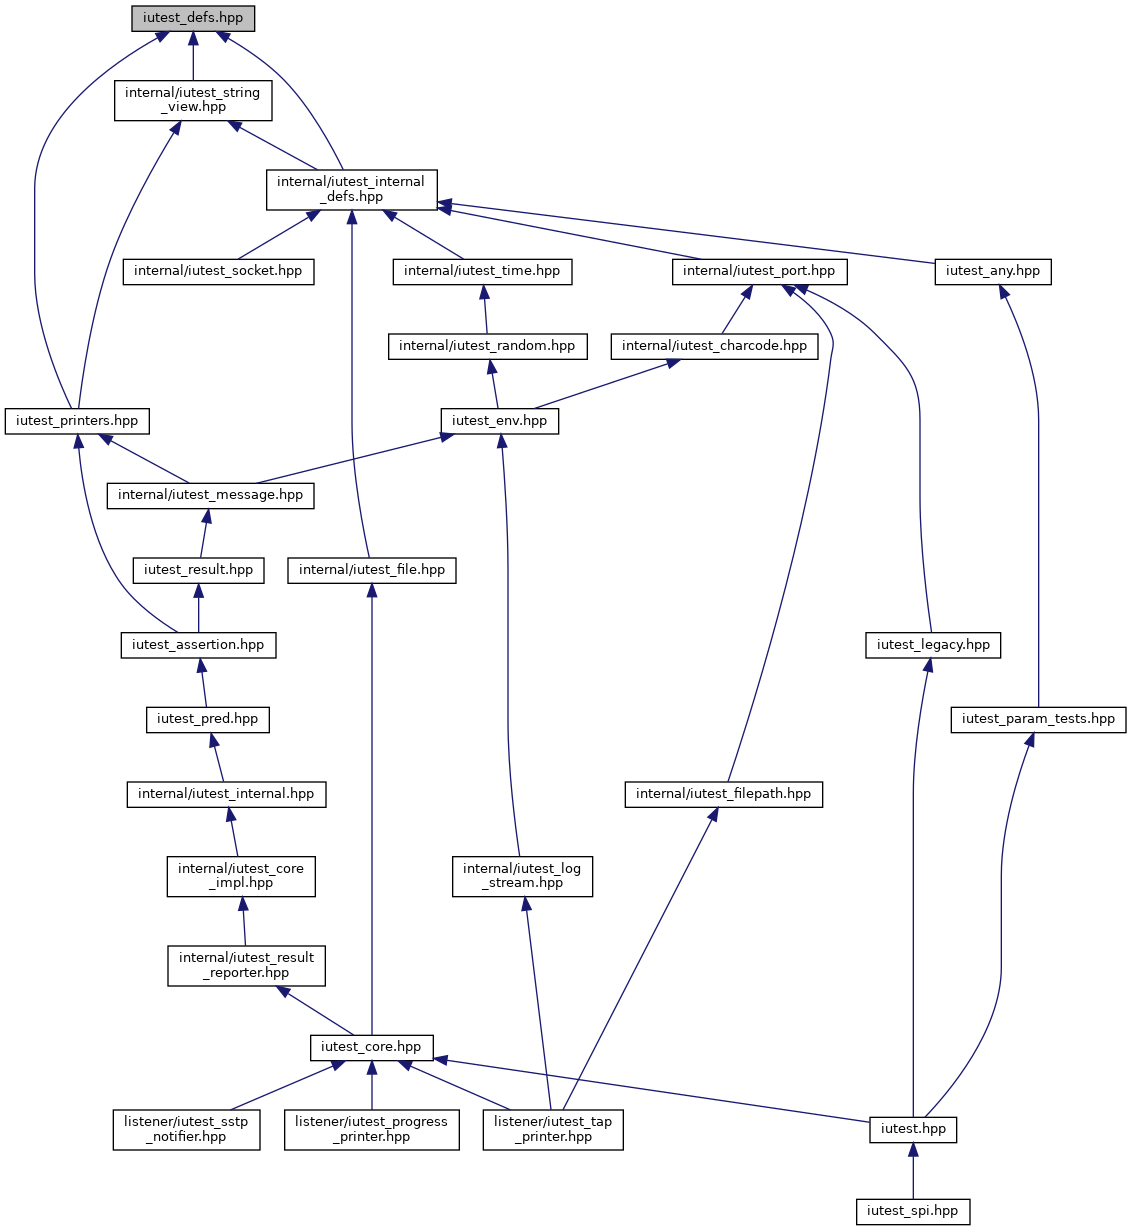 iutest_defs.hpp
internal/iutest_string
_view.hpp
internal/iutest_internal
_defs.hpp
internal/iutest_socket.hpp
internal/iutest_time.hpp
internal/iutest_port.hpp
iutest_any.hpp
internal/iutest_random.hpp
internal/iutest_charcode.hpp
iutest_printers.hpp
iutest_env.hpp
internal/iutest_message.hpp
iutest_result.hpp
internal/iutest_file.hpp
iutest_assertion.hpp
iutest_legacy.hpp
iutest_pred.hpp
iutest_param_tests.hpp
internal/iutest_internal.hpp
internal/iutest_filepath.hpp
internal/iutest_core
_impl.hpp
internal/iutest_log
_stream.hpp
internal/iutest_result
_reporter.hpp
iutest_core.hpp
listener/iutest_sstp
_notifier.hpp
listener/iutest_progress
_printer.hpp
listener/iutest_tap
_printer.hpp
iutest.hpp
iutest_spi.hpp